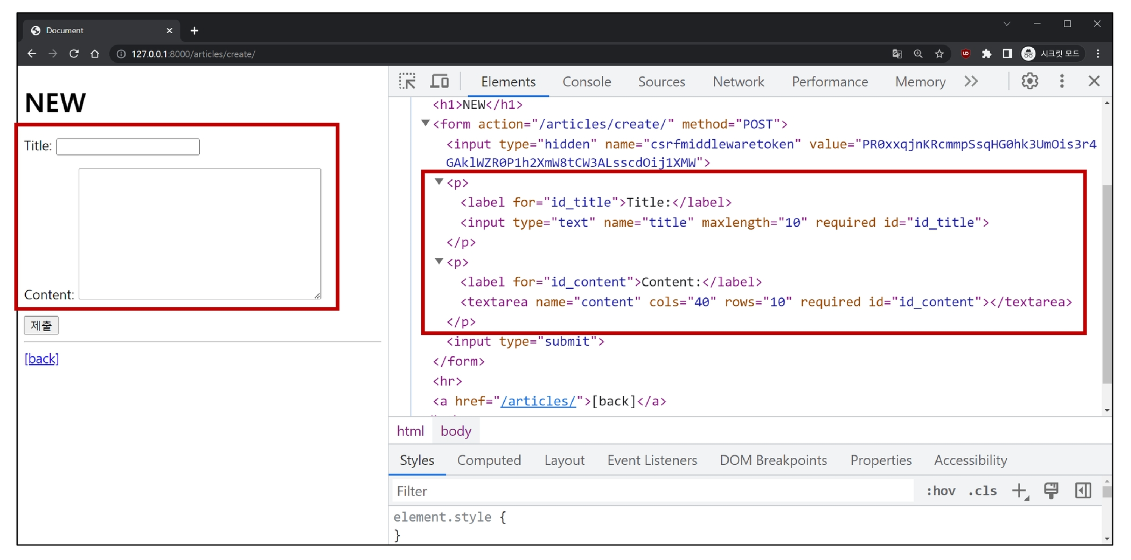 Document
127.0.0.1:8000/articles/create/
시크릿 모드
NEW
Title:
Content:
제출
[back]
Elements Console Sources Network Performance Memory
<h1>NEW</h1>
<form action="/articles/create/" method="POST">
<input type="hidden" name="csrfmiddlewaretoken" value="PR0xxqjnKRcmmpSsqHG0hk3UmOis3r4
GAklWZR0P1h2XmW8tCW3ALsscdOij1XMW">
<p>
<label for="id_title">Title:</label>
<input type="text" name="title" maxlength="10" required id="id_title">
</p>
<p>
<label for="id_content">Content:</label>
<textarea name="content" cols="40" rows="10" required id="id_content"></textarea>
</p>
<input type="submit">
</form>
<hr>
<a href="/articles/">[back]</a>
html body
Styles Computed Layout Event Listeners DOM Breakpoints Properties Accessibility
Filter :hov .cls
element.style {
}